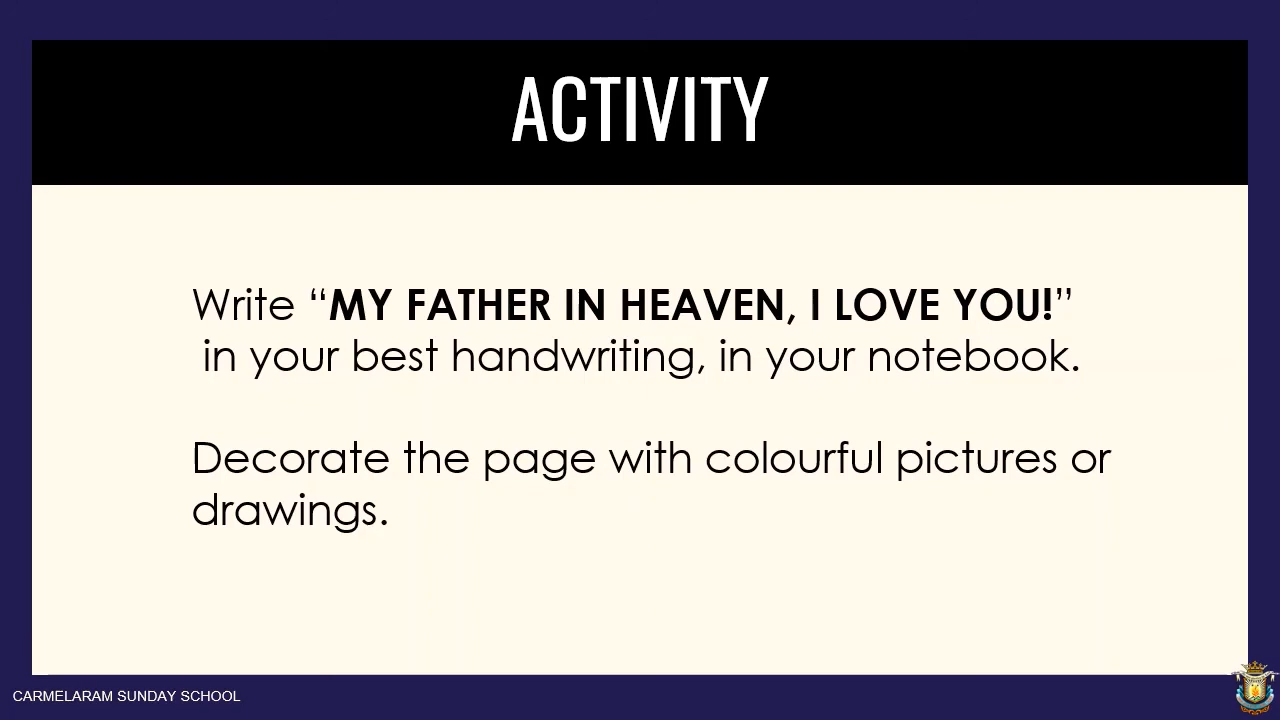 ACTIVITY
Write “MY FATHER IN HEAVEN, I LOVE YOU!”
in your best handwriting, in your notebook.
Decorate the page with colourful pictures or
drawings.
CARMELARAM SUNDAY SCHOOL